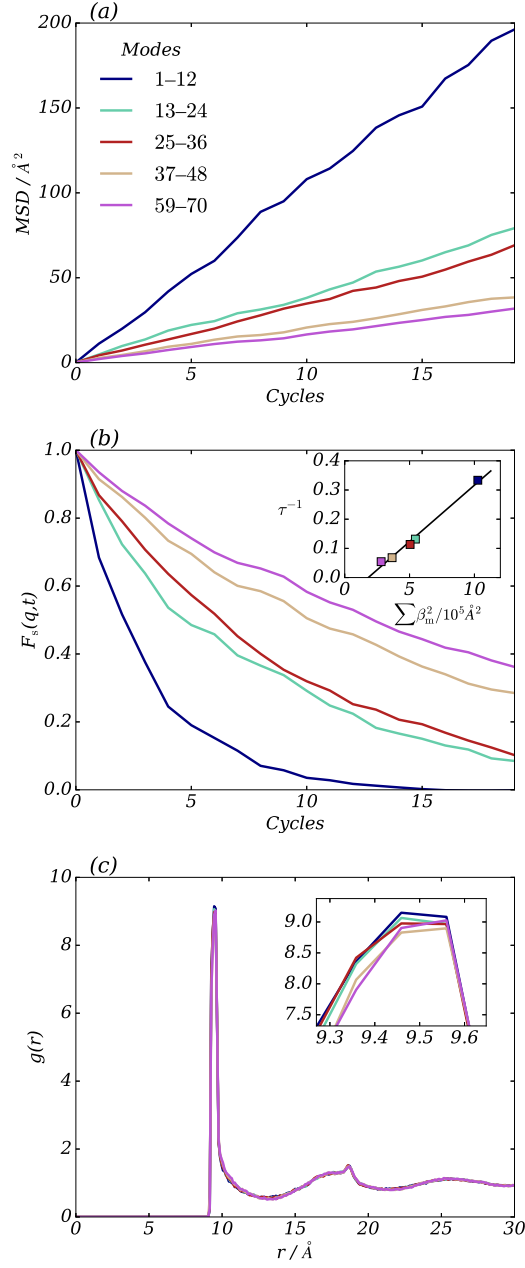 (a)
MSD / Å²
200
150
100
50
0
Modes
1–12
13–24
25–36
37–48
59–70
0 5 10 15
Cycles
(b)
F_s(q,t)
1.0
0.8
0.6
0.4
0.2
0.0
τ⁻¹
0.4
0.3
0.2
0.1
0.0
0 5 10
∑β²_m/10⁵Å²
0 5 10 15
Cycles
(c)
g(r)
10
8
6
4
2
0
9.0
8.5
8.0
7.5
9.3 9.4 9.5 9.6
0 5 10 15 20 25 30
r / Å